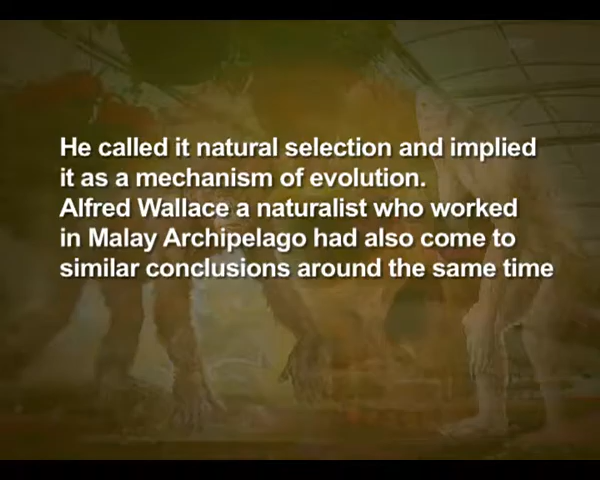 He called it natural selection and implied
it as a mechanism of evolution.
Alfred Wallace a naturalist who worked
in Malay Archipelago had also come to
similar conclusions around the same time